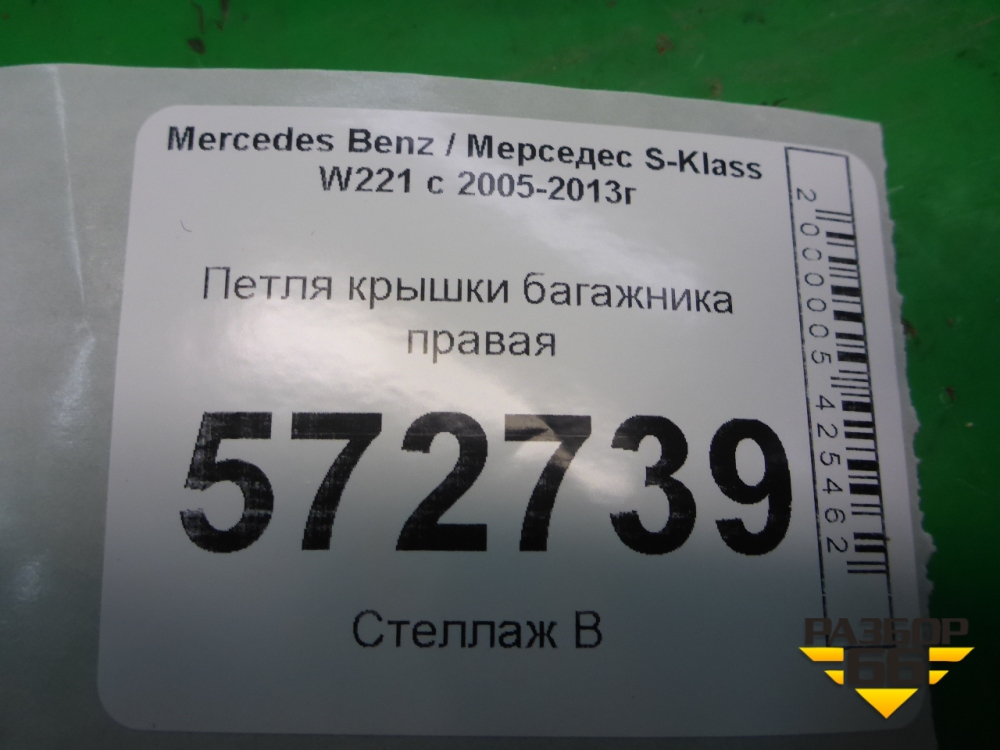 Mercedes Benz / Мерседес S-Klass
W221 с 2005-2013г
Петля крышки багажника
правая
572739
Стеллаж В
2000005425462
РАЗБОР
66